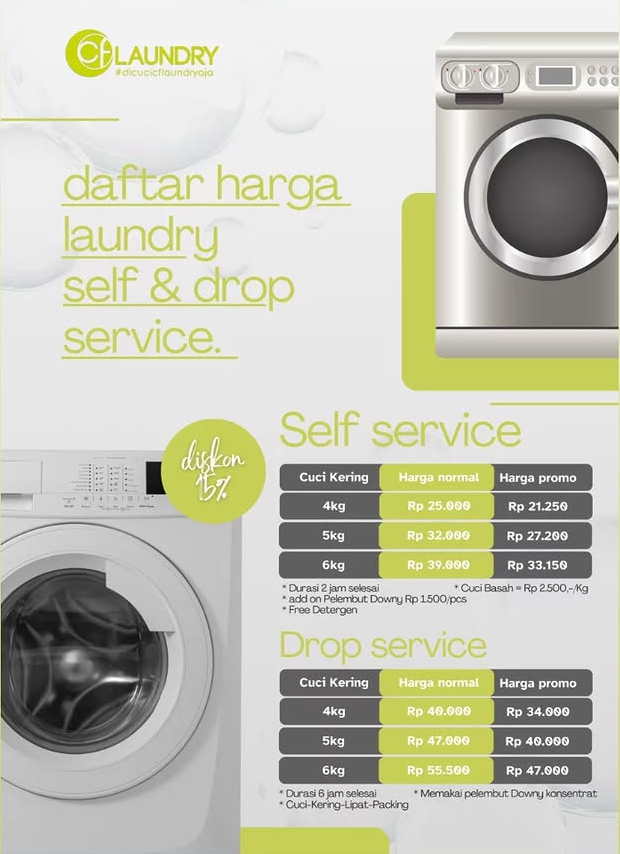 CF LAUNDRY
#dicucicflaundryaja
daftar harga
laundry
self & drop
service.
diskon
15%
Self service
Cuci Kering Harga normal Harga promo
4kg Rp 25.000 Rp 21.250
5kg Rp 32.000 Rp 27.200
6kg Rp 39.000 Rp 33.150
* Durasi 2 jam selesai * Cuci Basah = Rp 2.500,-/Kg
* add on Pelembut Downy Rp 1.500/pcs
* Free Detergen
Drop service
Cuci Kering Harga normal Harga promo
4kg Rp 40.000 Rp 34.000
5kg Rp 47.000 Rp 40.000
6kg Rp 55.500 Rp 47.000
* Durasi 6 jam selesai * Memakai pelembut Downy konsentrat
* Cuci-Kering-Lipat-Packing